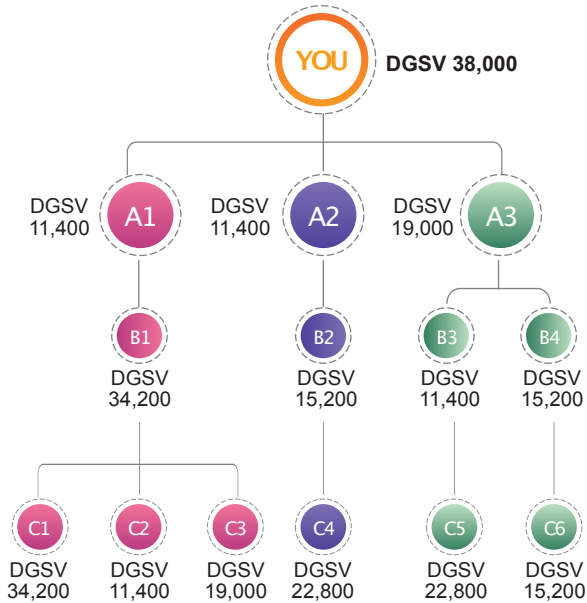 YOU
DGSV 38,000
DGSV
11,400
A1
DGSV
11,400
A2
DGSV
19,000
A3
B1
B2
B3
B4
DGSV
34,200
DGSV
15,200
DGSV
11,400
DGSV
15,200
C1
C2
C3
C4
C5
C6
DGSV
34,200
DGSV
11,400
DGSV
19,000
DGSV
22,800
DGSV
22,800
DGSV
15,200